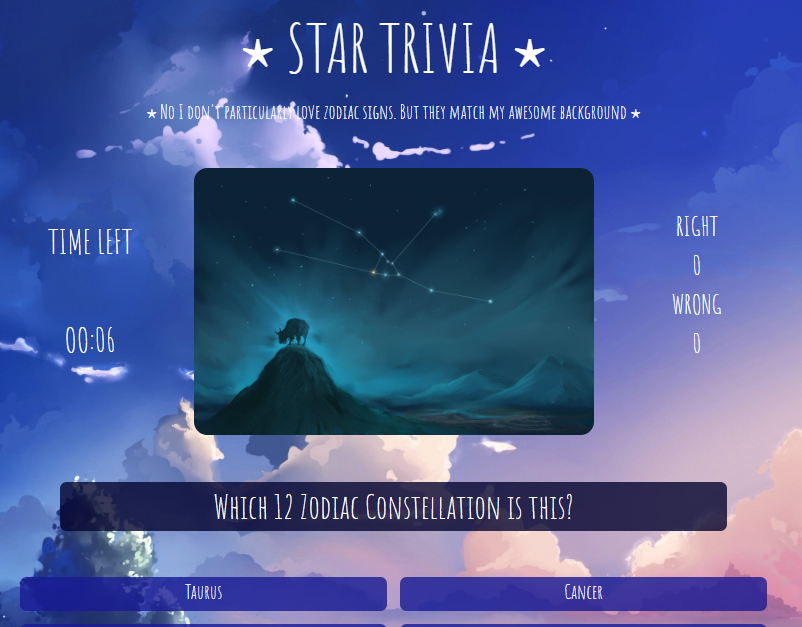 ★ STAR TRIVIA ★
★ No I don't particularly love zodiac signs. But they match my awesome background ★
TIME LEFT
00:06
RIGHT
0
WRONG
0
Which 12 Zodiac Constellation is this?
Taurus
Cancer